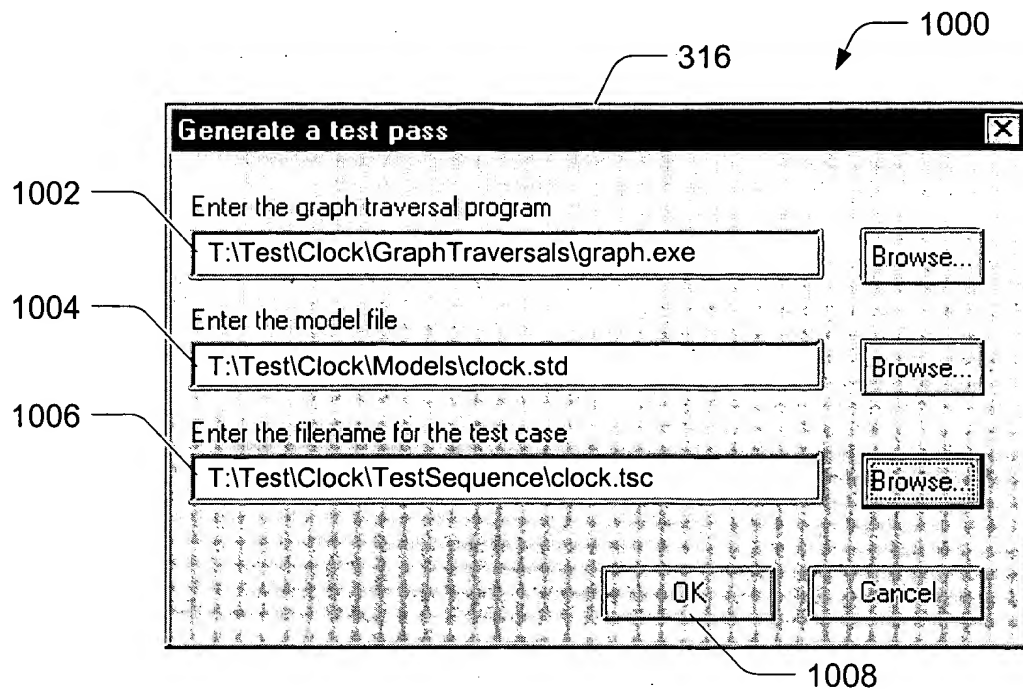 1000
316
Generate a test pass
1002
Enter the graph traversal program
T:\Test\Clock\GraphTraversals\graph.exe
Browse...
1004
Enter the model file
T:\Test\Clock\Models\clock.std
Browse...
1006
Enter the filename for the test case
T:\Test\Clock\TestSequence\clock.tsc
Browse...
OK
Cancel
1008